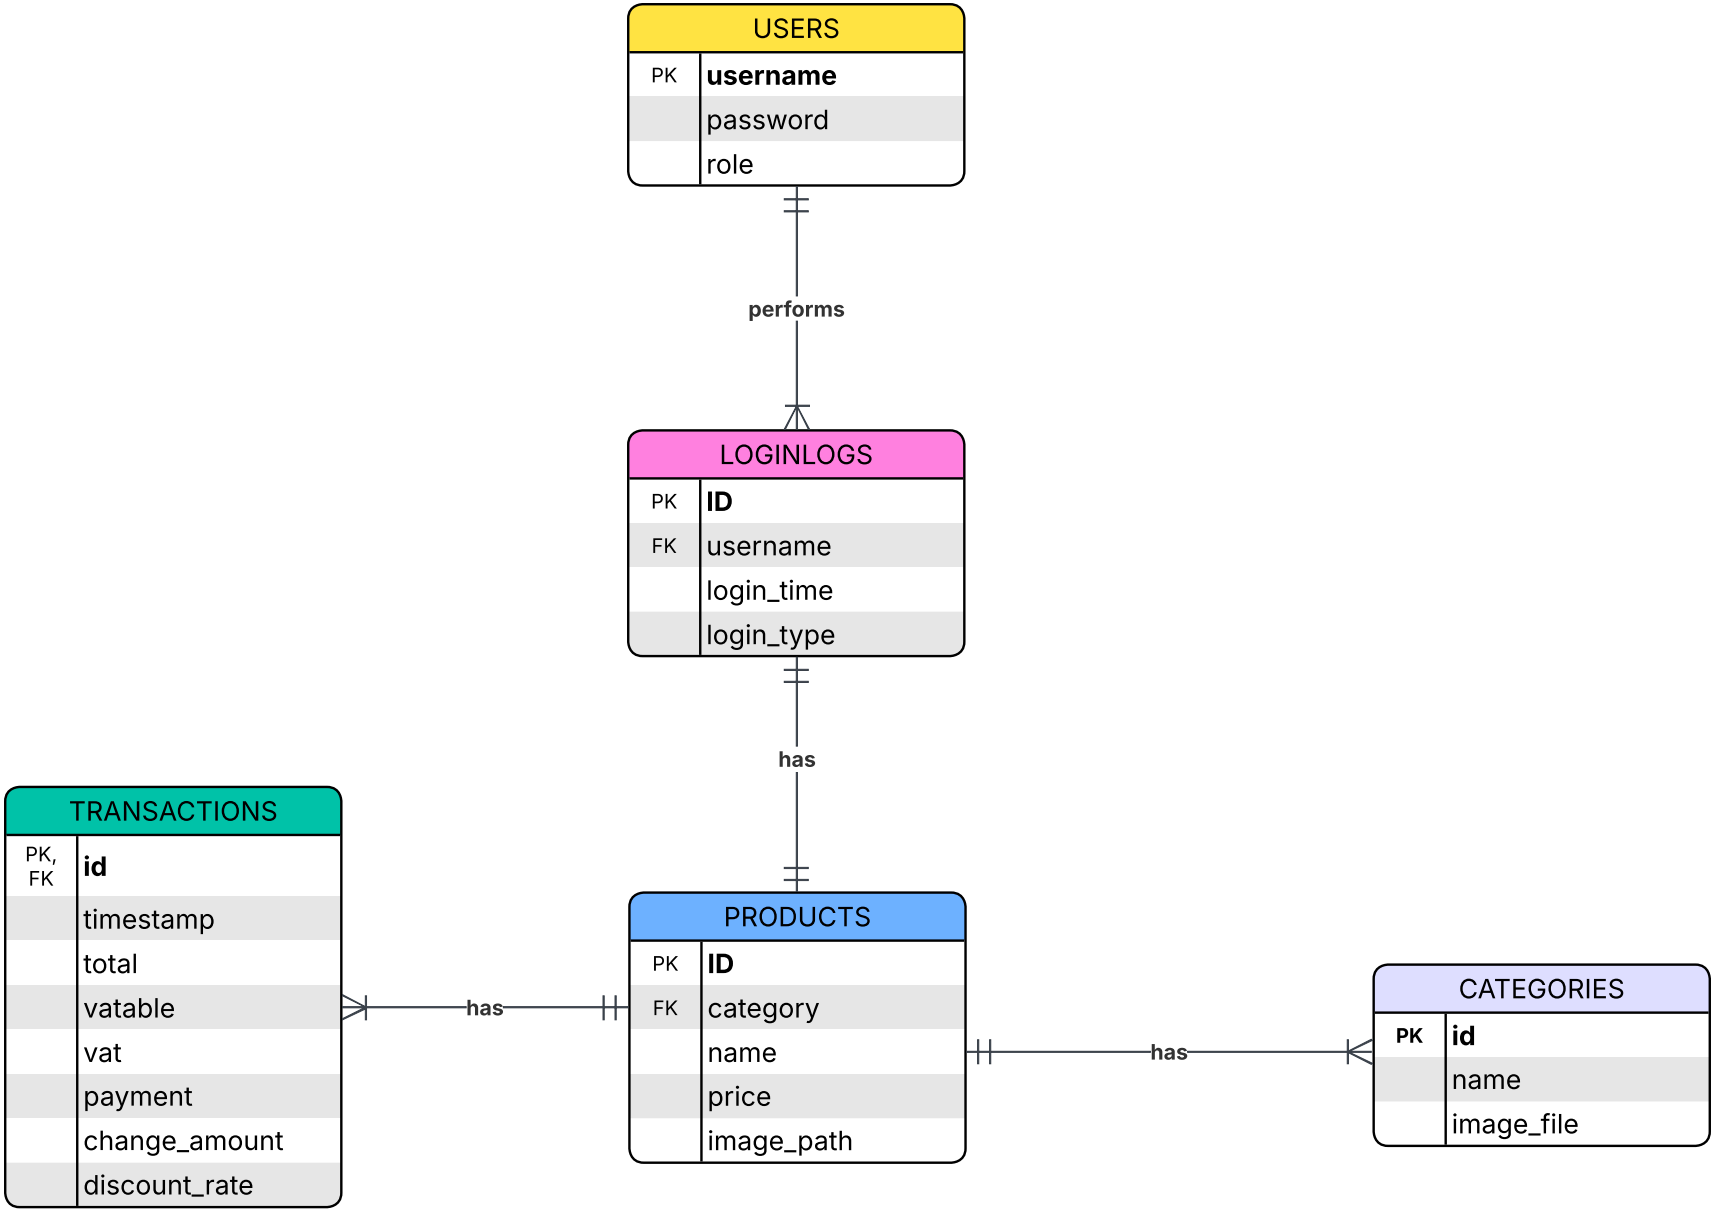 USERS
PK username
password
role
performs
LOGINLOGS
PK ID
FK username
login_time
login_type
has
TRANSACTIONS
PK,
FK id
timestamp
total
vatable
vat
payment
change_amount
discount_rate
has
PRODUCTS
PK ID
FK category
name
price
image_path
has
CATEGORIES
PK id
name
image_file